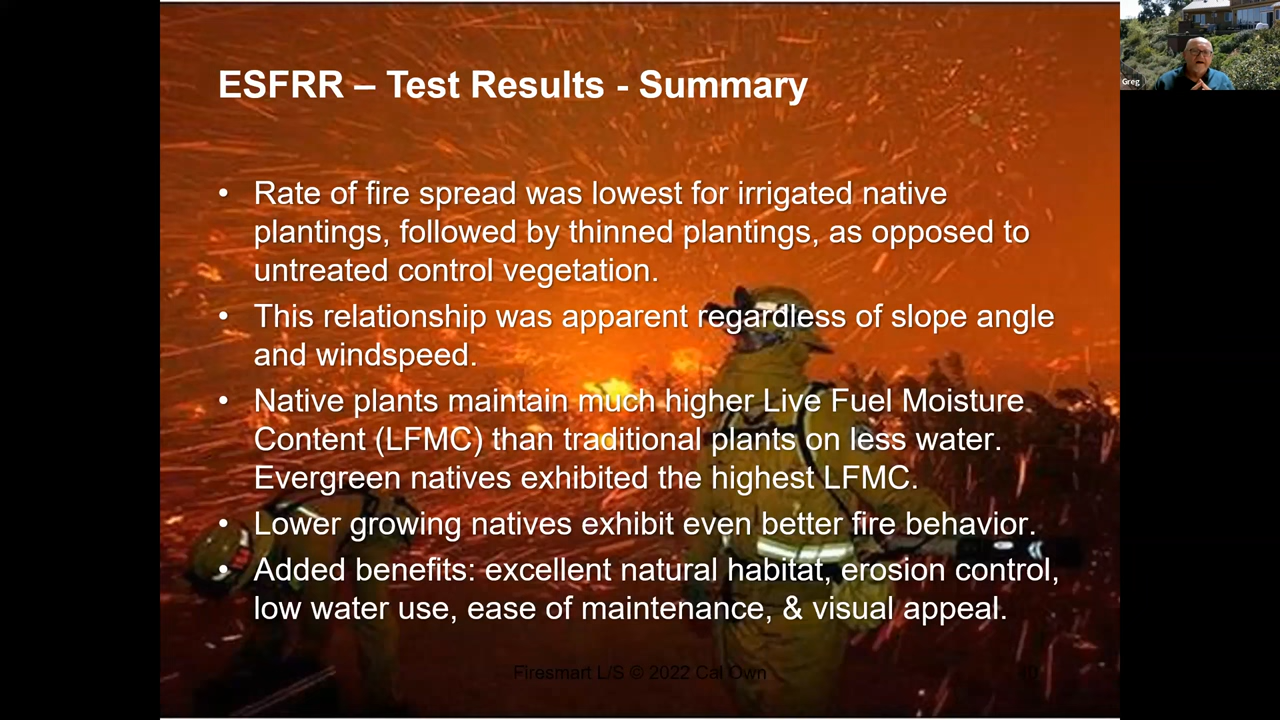 ESFRR – Test Results - Summary
Greg
• Rate of fire spread was lowest for irrigated native
plantings, followed by thinned plantings, as opposed to
untreated control vegetation.
• This relationship was apparent regardless of slope angle
and windspeed.
• Native plants maintain much higher Live Fuel Moisture
Content (LFMC) than traditional plants on less water.
Evergreen natives exhibited the highest LFMC.
• Lower growing natives exhibit even better fire behavior.
• Added benefits: excellent natural habitat, erosion control,
low water use, ease of maintenance, & visual appeal.
Firesmart L/S © 2022 Cal Own